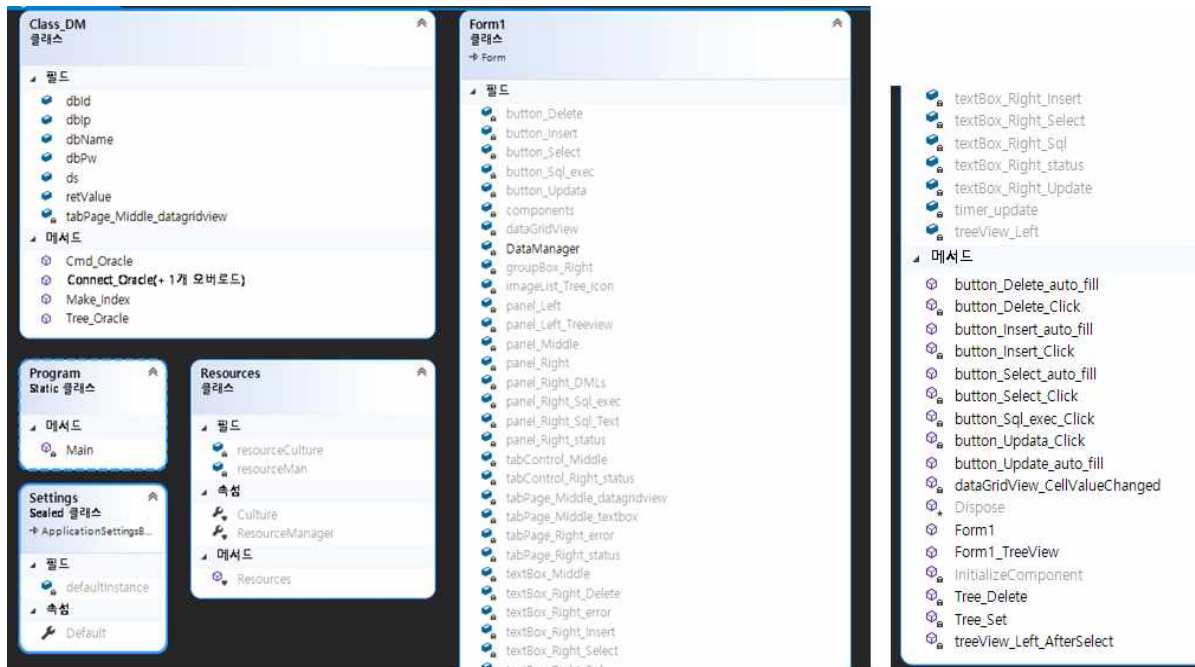 Class_DM
클래스
필드
dbId
dbIp
dbName
dbPw
ds
retValue
tabPage_Middle_datagridview
메서드
Cmd_Oracle
Connect_Oracle(+ 1개 오버로드)
Make_Index
Tree_Oracle
Program
Static 클래스
메서드
Main
Settings
Sealed 클래스
ApplicationSettingsB...
필드
defaultInstance
속성
Default
Resources
클래스
필드
resourceCulture
resourceMan
속성
Culture
ResourceManager
메서드
Resources
Form1
클래스
Form
필드
button_Delete
button_Insert
button_Select
button_Sql_exec
button_Updata
components
dataGridView
DataManager
groupBox_Right
imageList_Tree_icon
panel_Left
panel_Left_Treeview
panel_Middle
panel_Right
panel_Right_DMLs
panel_Right_Sql_exec
panel_Right_Sql_Text
panel_Right_status
tabControl_Middle
tabControl_Right_status
tabPage_Middle_datagridview
tabPage_Middle_textbox
tabPage_Right_error
tabPage_Right_status
textBox_Middle
textBox_Right_Delete
textBox_Right_error
textBox_Right_Insert
textBox_Right_Select
textBox_Right_Insert
textBox_Right_Select
textBox_Right_Sql
textBox_Right_status
textBox_Right_Update
timer_update
treeView_Left
메서드
button_Delete_auto_fill
button_Delete_Click
button_Insert_auto_fill
button_Insert_Click
button_Select_auto_fill
button_Select_Click
button_Sql_exec_Click
button_Updata_Click
button_Update_auto_fill
dataGridView_CellValueChanged
Dispose
Form1
Form1_TreeView
InitializeComponent
Tree_Delete
Tree_Set
treeView_Left_AfterSelect